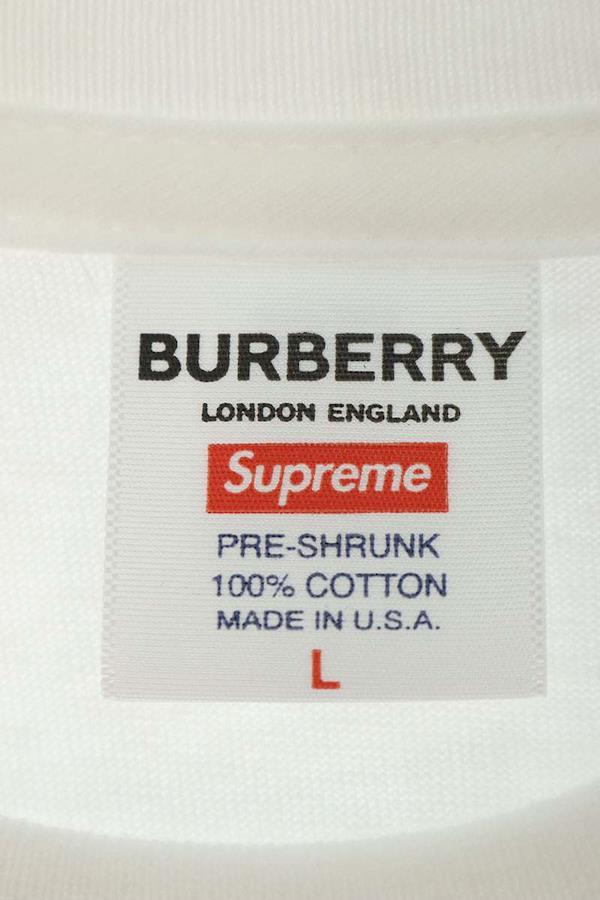 BURBERRY
LONDON ENGLAND
Supreme
PRE-SHRUNK
100% COTTON
MADE IN U.S.A.
L